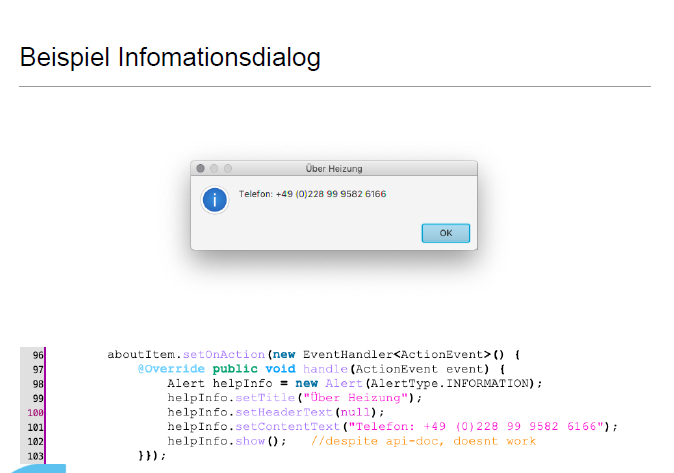 Beispiel Infomationsdialog
Über Heizung
Telefon: +49 (0)228 99 9582 6166
OK
96 aboutItem.setOnAction(new EventHandler<ActionEvent>() {
97 @Override public void handle(ActionEvent event) {
98 Alert helpInfo = new Alert(AlertType.INFORMATION);
99 helpInfo.setTitle("Über Heizung");
100 helpInfo.setHeaderText(null);
101 helpInfo.setContentText("Telefon: +49 (0)228 99 9582 6166");
102 helpInfo.show(); //despite api-doc, doesnt work
103 }});